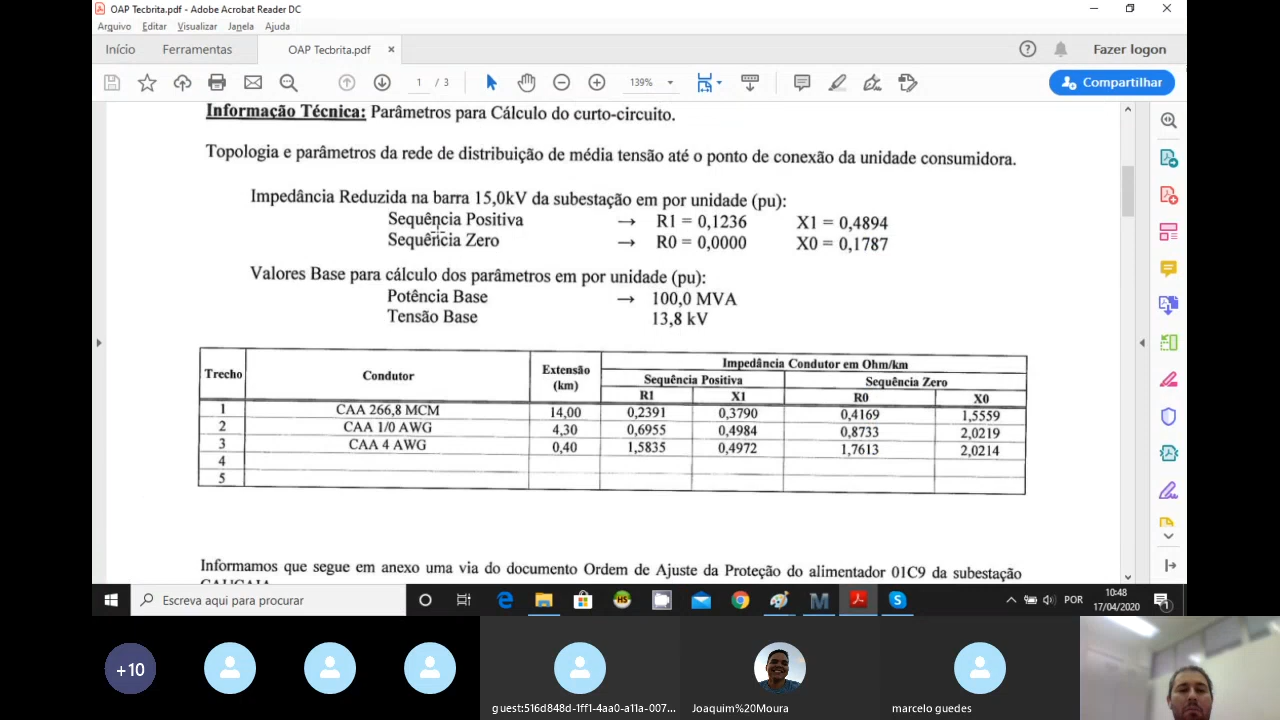 OAP Tecbrita.pdf - Adobe Acrobat Reader DC
Arquivo Editar Visualizar Janela Ajuda
Início Ferramentas OAP Tecbrita.pdf × Fazer logon
1 / 3 139% Compartilhar
Informação Técnica: Parâmetros para Cálculo do curto-circuito.
Topologia e parâmetros da rede de distribuição de média tensão até o ponto de conexão da unidade consumidora.
Impedância Reduzida na barra 15,0kV da subestação em por unidade (pu):
Sequência Positiva → R1 = 0,1236 X1 = 0,4894
Sequência Zero → R0 = 0,0000 X0 = 0,1787
Valores Base para cálculo dos parâmetros em por unidade (pu):
Potência Base → 100,0 MVA
Tensão Base 13,8 kV
Trecho Condutor Extensão (km) Impedância Condutor em Ohm/km
Sequência Positiva Sequência Zero
R1 X1 R0 X0
1 CAA 266,8 MCM 14,00 0,2391 0,3790 0,4169 1,5559
2 CAA 1/0 AWG 4,30 0,6955 0,4984 0,8733 2,0219
3 CAA 4 AWG 0,40 1,5835 0,4972 1,7613 2,0214
4
5
Informamos que segue em anexo uma via do documento Ordem de Ajuste da Proteção do alimentador 01C9 da subestação
CAUCAIA
Escreva aqui para procurar
POR 10:48
17/04/2020
+10
guest:516d848d-1ff1-4aa0-a11a-007... Joaquim%20Moura marcelo guedes